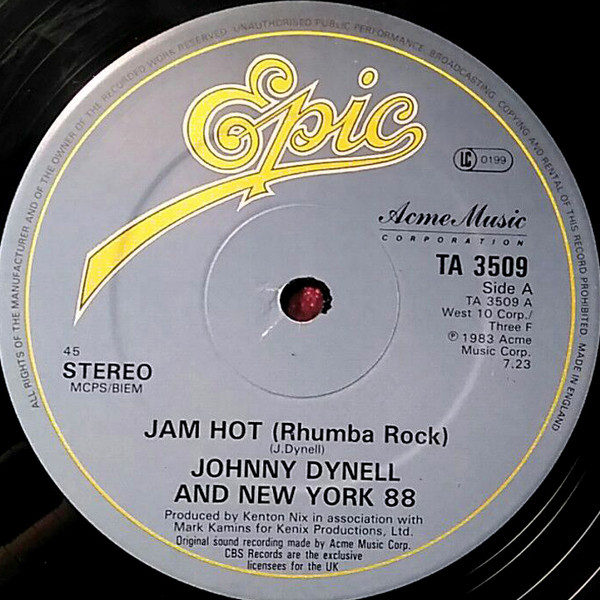 ALL RIGHTS OF THE MANUFACTURER AND OF THE OWNER OF THE RECORDED WORK RESERVED. UNAUTHORISED PUBLIC PERFORMANCE, BROADCASTING, COPYING AND RENTAL OF THIS RECORD PROHIBITED. MADE IN ENGLAND
Epic
LC 0199
Acme Music
CORPORATION
TA 3509
Side A
TA 3509 A
West 10 Corp./
Three F
℗ 1983 Acme
Music Corp.
7.23
45
STEREO
MCPS/BIEM
JAM HOT (Rhumba Rock)
(J.Dynell)
JOHNNY DYNELL
AND NEW YORK 88
Produced by Kenton Nix in association with
Mark Kamins for Kenix Productions, Ltd.
Original sound recording made by Acme Music Corp.
CBS Records are the exclusive
licensees for the UK